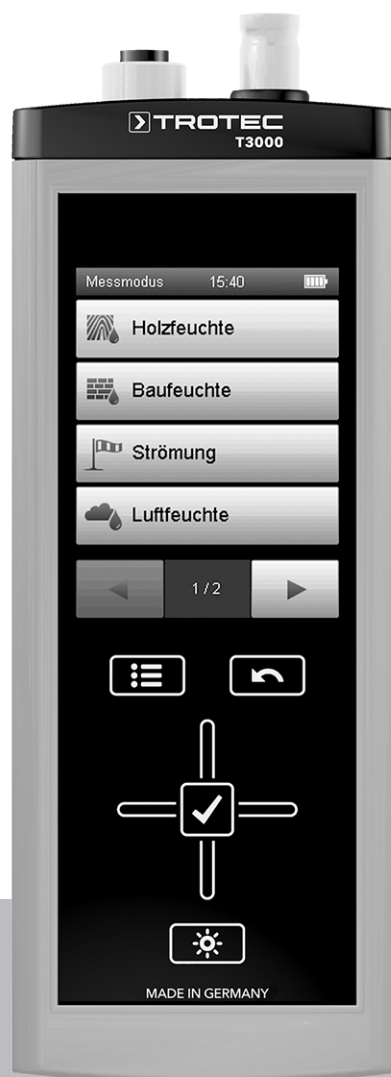 TROTEC
T3000
Messmodus 15:40
Holzfeuchte
Baufeuchte
Strömung
Luftfeuchte
1 / 2
MADE IN GERMANY